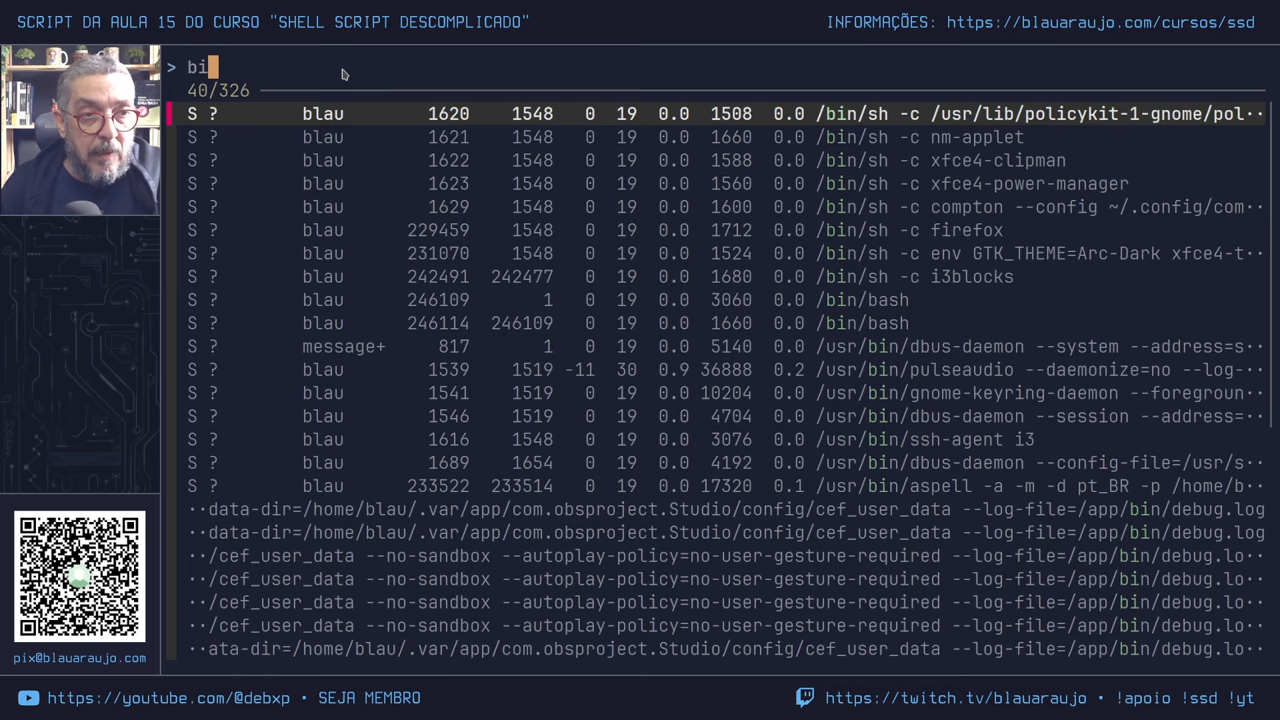 SCRIPT DA AULA 15 DO CURSO "SHELL SCRIPT DESCOMPLICADO"
INFORMAÇÕES: https://blauaraujo.com/cursos/ssd
> bi
40/326
S ? blau 1620 1548 0 19 0.0 1508 0.0 /bin/sh -c /usr/lib/policykit-1-gnome/pol··
S ? blau 1621 1548 0 19 0.0 1660 0.0 /bin/sh -c nm-applet
S ? blau 1622 1548 0 19 0.0 1588 0.0 /bin/sh -c xfce4-clipman
S ? blau 1623 1548 0 19 0.0 1560 0.0 /bin/sh -c xfce4-power-manager
S ? blau 1629 1548 0 19 0.0 1600 0.0 /bin/sh -c compton --config ~/.config/com··
S ? blau 229459 1548 0 19 0.0 1712 0.0 /bin/sh -c firefox
S ? blau 231070 1548 0 19 0.0 1524 0.0 /bin/sh -c env GTK_THEME=Arc-Dark xfce4-t··
S ? blau 242491 242477 0 19 0.0 1680 0.0 /bin/sh -c i3blocks
S ? blau 246109 1 0 19 0.0 3060 0.0 /bin/bash
S ? blau 246114 246109 0 19 0.0 1660 0.0 /bin/bash
S ? message+ 817 1 0 19 0.0 5140 0.0 /usr/bin/dbus-daemon --system --address=s··
S ? blau 1539 1519 -11 30 0.9 36888 0.2 /usr/bin/pulseaudio --daemonize=no --log-··
S ? blau 1541 1519 0 19 0.0 10204 0.0 /usr/bin/gnome-keyring-daemon --foregroun··
S ? blau 1546 1519 0 19 0.0 4704 0.0 /usr/bin/dbus-daemon --session --address=··
S ? blau 1616 1548 0 19 0.0 3076 0.0 /usr/bin/ssh-agent i3
S ? blau 1689 1654 0 19 0.0 4192 0.0 /usr/bin/dbus-daemon --config-file=/usr/s··
S ? blau 233522 233514 0 19 0.0 17320 0.1 /usr/bin/aspell -a -m -d pt_BR -p /home/b··
··data-dir=/home/blau/.var/app/com.obsproject.Studio/config/cef_user_data --log-file=/app/bin/debug.log
··data-dir=/home/blau/.var/app/com.obsproject.Studio/config/cef_user_data --log-file=/app/bin/debug.log
··/cef_user_data --no-sandbox --autoplay-policy=no-user-gesture-required --log-file=/app/bin/debug.lo··
··/cef_user_data --no-sandbox --autoplay-policy=no-user-gesture-required --log-file=/app/bin/debug.lo··
··/cef_user_data --no-sandbox --autoplay-policy=no-user-gesture-required --log-file=/app/bin/debug.lo··
··/cef_user_data --no-sandbox --autoplay-policy=no-user-gesture-required --log-file=/app/bin/debug.lo··
··ata-dir=/home/blau/.var/app/com.obsproject.Studio/config/cef_user_data --log-file=/app/bin/debug.lo··
pix@blauaraujo.com
https://youtube.com/@debxp • SEJA MEMBRO
https://twitch.tv/blauaraujo • !apoio !ssd !yt